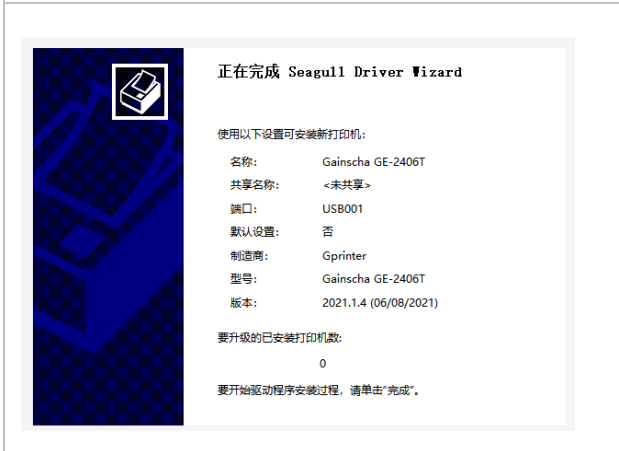 正在完成 Seagull Driver Wizard
使用以下设置可安装新打印机:
名称: Gainscha GE-2406T
共享名称: <未共享>
端口: USB001
默认设置: 否
制造商: Gprinter
型号: Gainscha GE-2406T
版本: 2021.1.4 (06/08/2021)
要升级的已安装打印机数:
0
要开始驱动程序安装过程，请单击“完成”。